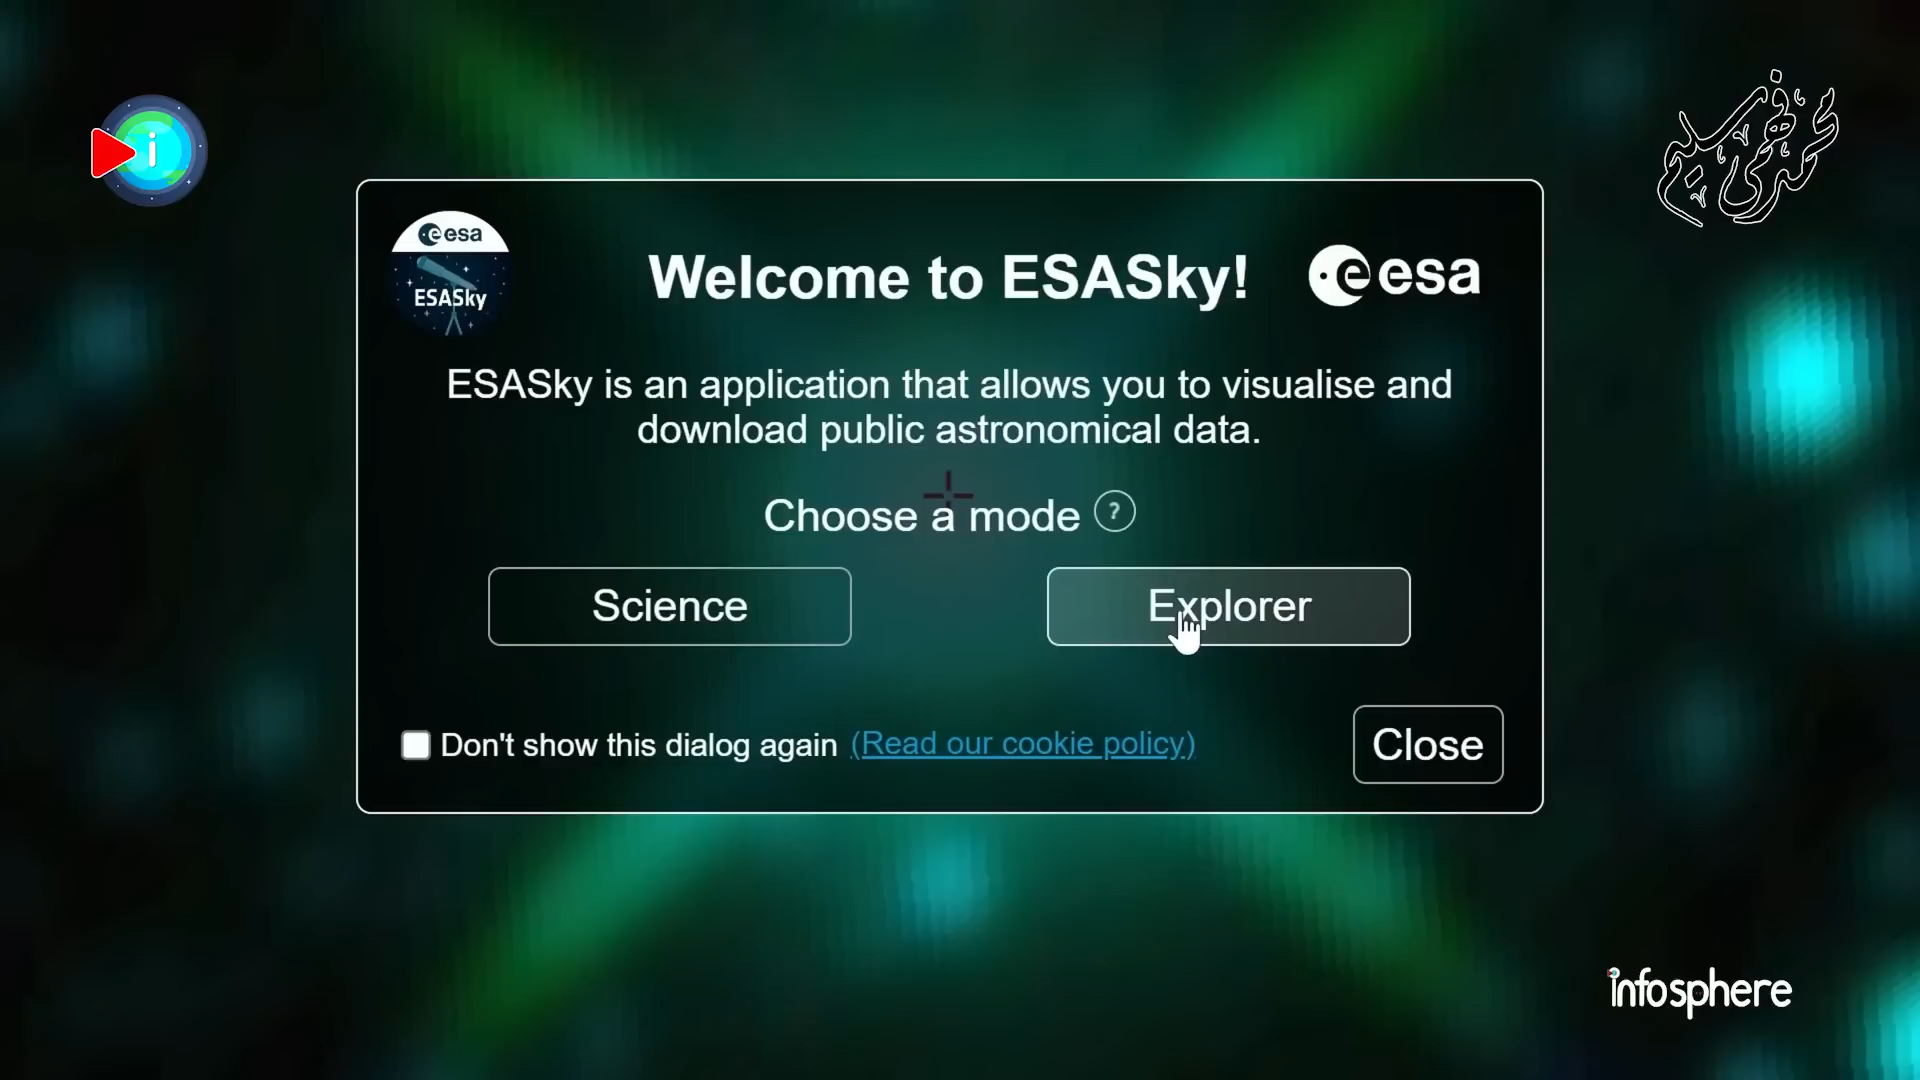 i
esa
ESASky
Welcome to ESASky!
esa
ESASky is an application that allows you to visualise and
download public astronomical data.
Choose a mode ?
Science
Explorer
Don't show this dialog again (Read our cookie policy)
Close
infosphere